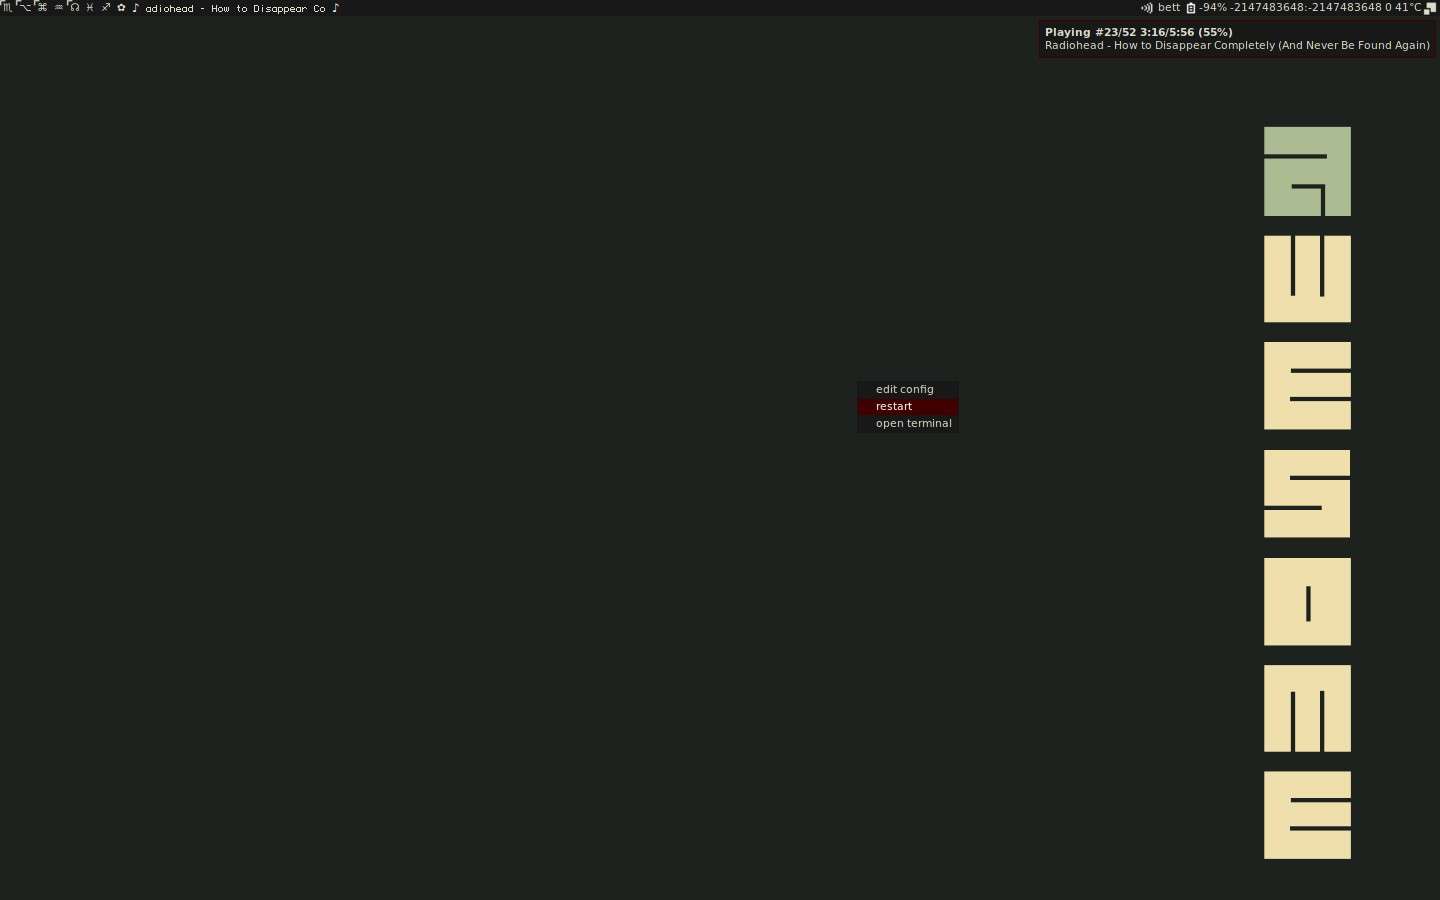 ♏ ⌥ ⌘ ♒ ☊ ♓ ♐ ✿ ♪ adiohead - How to Disappear Co ♪
bett -94% -2147483648:-2147483648 0 41°C
Playing #23/52 3:16/5:56 (55%)
Radiohead - How to Disappear Completely (And Never Be Found Again)
edit config
restart
open terminal
A
W
E
S
O
M
E